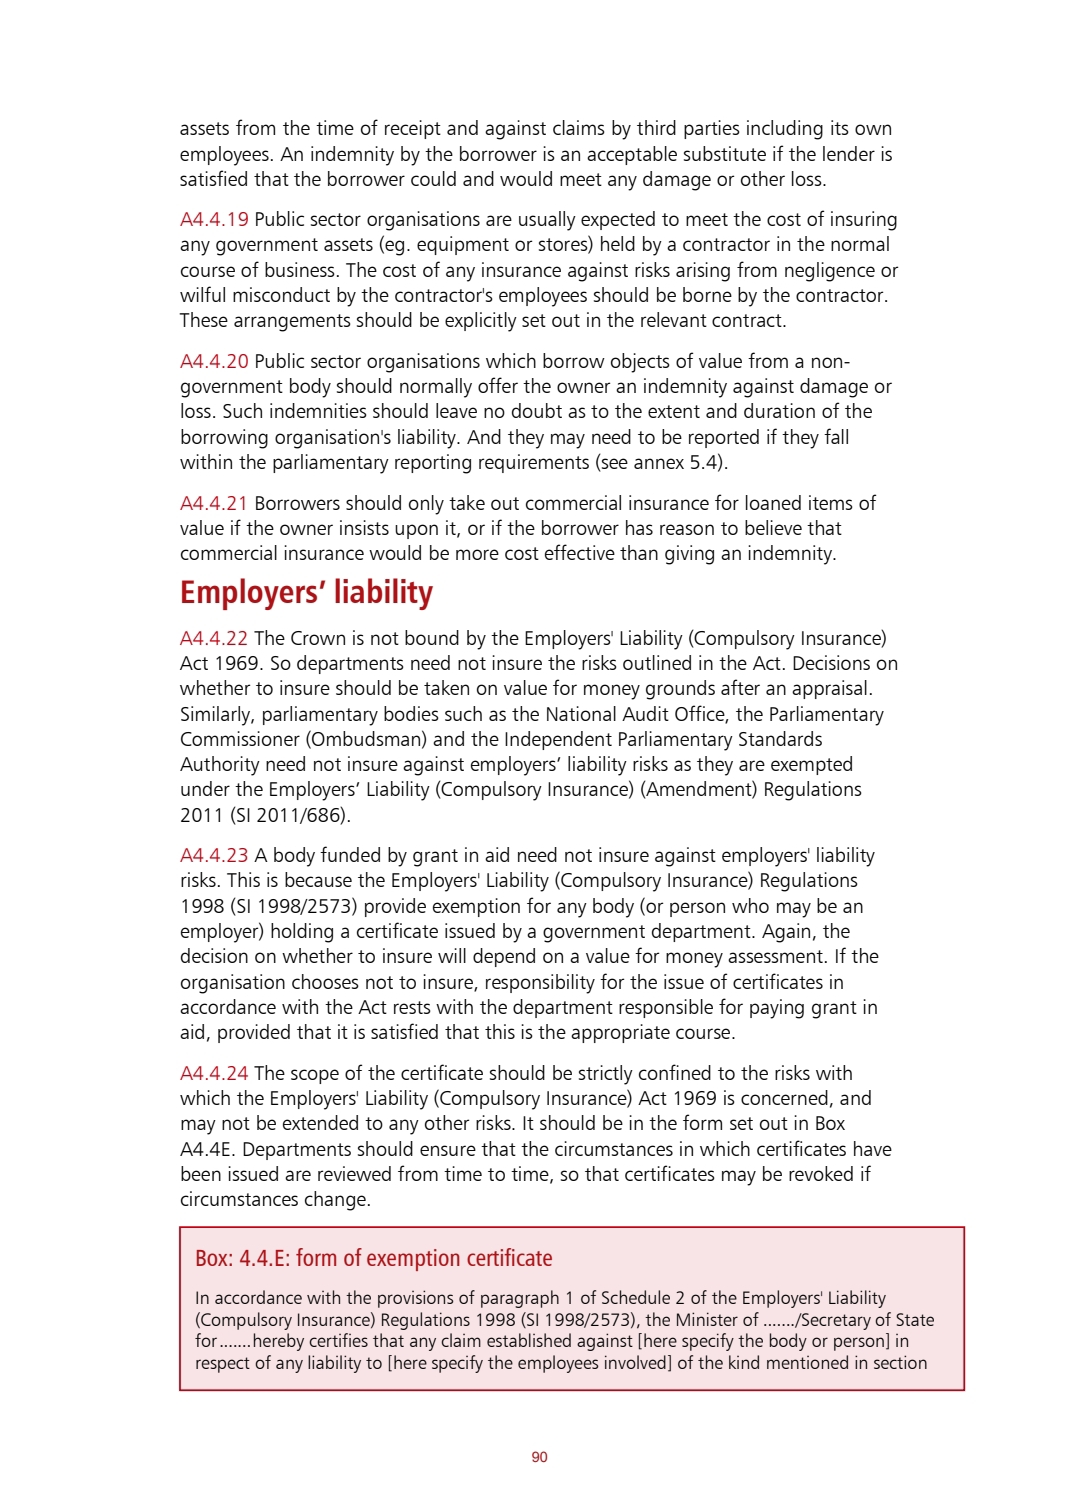 assets from the time of receipt and against claims by third parties including its own
employees. An indemnity by the borrower is an acceptable substitute if the lender is
satisfied that the borrower could and would meet any damage or other loss.
A4.4.19 Public sector organisations are usually expected to meet the cost of insuring
any government assets (eg. equipment or stores) held by a contractor in the normal
course of business. The cost of any insurance against risks arising from negligence or
wilful misconduct by the contractor's employees should be borne by the contractor.
These arrangements should be explicitly set out in the relevant contract.
A4.4.20 Public sector organisations which borrow objects of value from a non-
government body should normally offer the owner an indemnity against damage or
loss. Such indemnities should leave no doubt as to the extent and duration of the
borrowing organisation's liability. And they may need to be reported if they fall
within the parliamentary reporting requirements (see annex 5.4).
A4.4.21 Borrowers should only take out commercial insurance for loaned items of
value if the owner insists upon it, or if the borrower has reason to believe that
commercial insurance would be more cost effective than giving an indemnity.
Employers’ liability
A4.4.22 The Crown is not bound by the Employers' Liability (Compulsory Insurance)
Act 1969. So departments need not insure the risks outlined in the Act. Decisions on
whether to insure should be taken on value for money grounds after an appraisal.
Similarly, parliamentary bodies such as the National Audit Office, the Parliamentary
Commissioner (Ombudsman) and the Independent Parliamentary Standards
Authority need not insure against employers’ liability risks as they are exempted
under the Employers’ Liability (Compulsory Insurance) (Amendment) Regulations
2011 (SI 2011/686).
A4.4.23 A body funded by grant in aid need not insure against employers' liability
risks. This is because the Employers' Liability (Compulsory Insurance) Regulations
1998 (SI 1998/2573) provide exemption for any body (or person who may be an
employer) holding a certificate issued by a government department. Again, the
decision on whether to insure will depend on a value for money assessment. If the
organisation chooses not to insure, responsibility for the issue of certificates in
accordance with the Act rests with the department responsible for paying grant in
aid, provided that it is satisfied that this is the appropriate course.
A4.4.24 The scope of the certificate should be strictly confined to the risks with
which the Employers' Liability (Compulsory Insurance) Act 1969 is concerned, and
may not be extended to any other risks. It should be in the form set out in Box
A4.4E. Departments should ensure that the circumstances in which certificates have
been issued are reviewed from time to time, so that certificates may be revoked if
circumstances change.
Box: 4.4.E: form of exemption certificate
In accordance with the provisions of paragraph 1 of Schedule 2 of the Employers' Liability
(Compulsory Insurance) Regulations 1998 (SI 1998/2573), the Minister of ......./Secretary of State
for .......hereby certifies that any claim established against [here specify the body or person] in
respect of any liability to [here specify the employees involved] of the kind mentioned in section
90